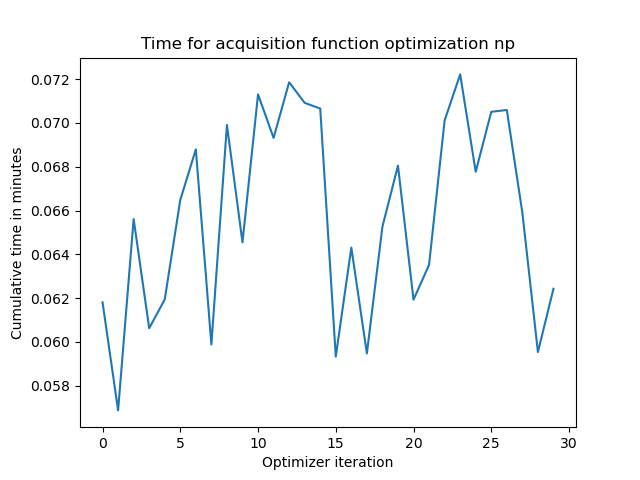 Time for acquisition function optimization np
0.072
0.070
0.068
0.066
0.064
0.062
0.060
0.058
Cumulative time in minutes
0 5 10 15 20 25 30
Optimizer iteration